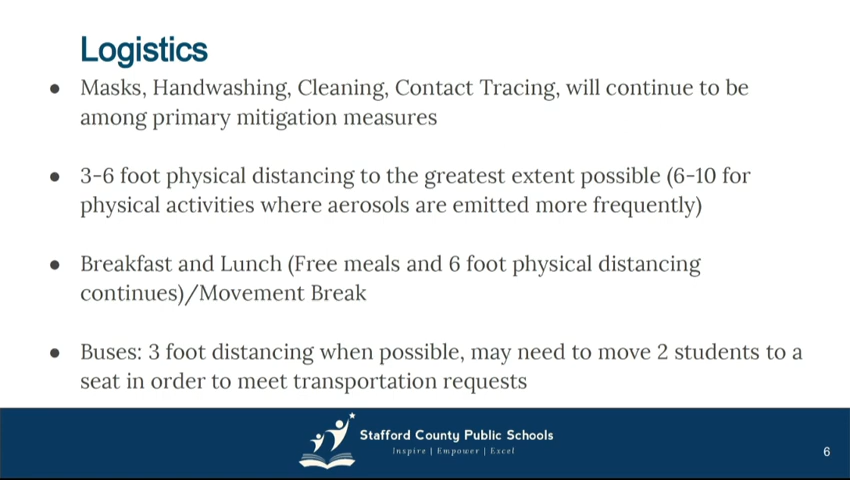 Logistics
● Masks, Handwashing, Cleaning, Contact Tracing, will continue to be
among primary mitigation measures
● 3-6 foot physical distancing to the greatest extent possible (6-10 for
physical activities where aerosols are emitted more frequently)
● Breakfast and Lunch (Free meals and 6 foot physical distancing
continues)/Movement Break
● Buses: 3 foot distancing when possible, may need to move 2 students to a
seat in order to meet transportation requests
Stafford County Public Schools
Inspire | Empower | Excel
6